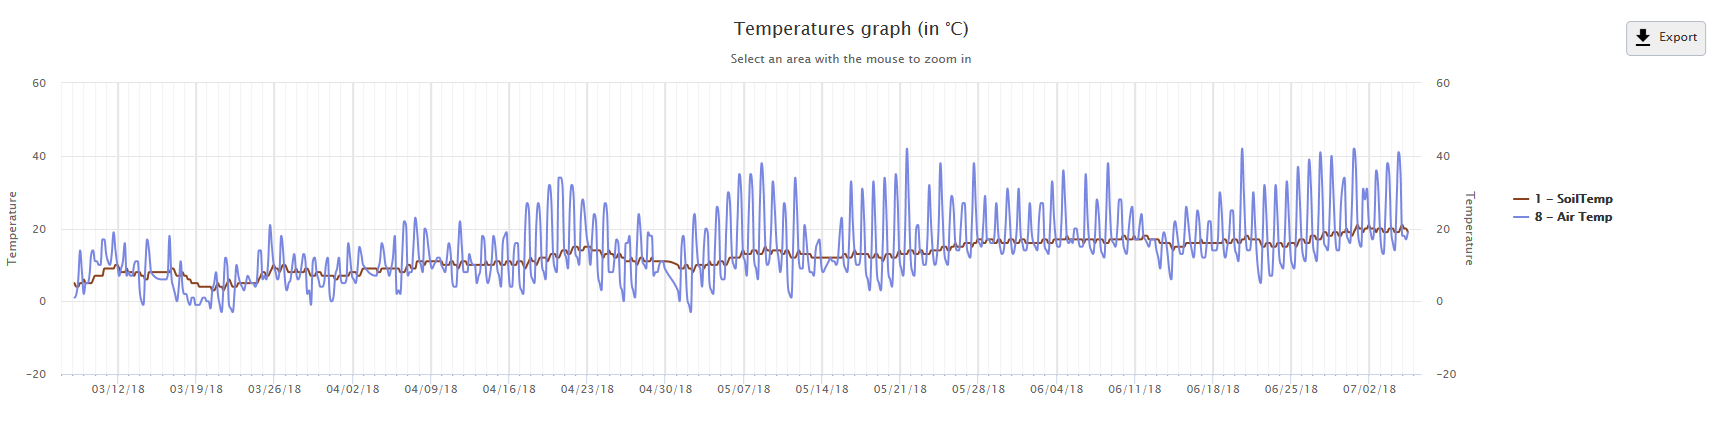 Temperatures graph (in °C)
Export
Select an area with the mouse to zoom in
60
60
40
40
20
20
0
0
-20
-20
Temperature
Temperature
1 - SoilTemp
8 - Air Temp
03/12/18 03/19/18 03/26/18 04/02/18 04/09/18 04/16/18 04/23/18 04/30/18 05/07/18 05/14/18 05/21/18 05/28/18 06/04/18 06/11/18 06/18/18 06/25/18 07/02/18